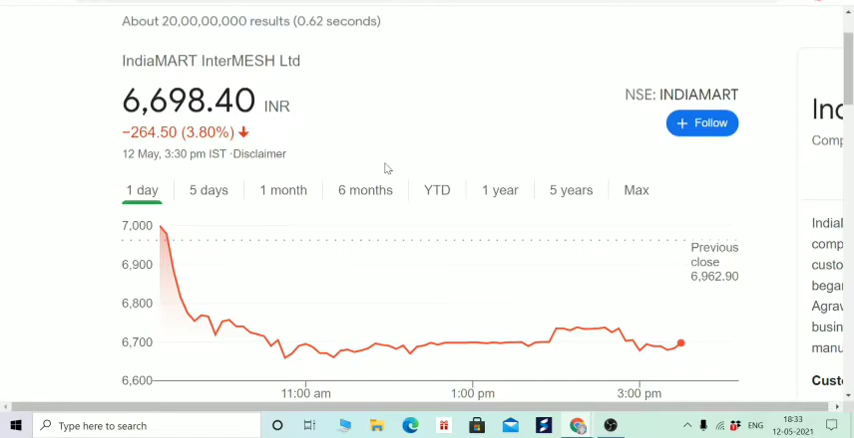 About 20,00,00,000 results (0.62 seconds)
IndiaMART InterMESH Ltd
6,698.40 INR
NSE: INDIAMART
−264.50 (3.80%)
+ Follow
12 May, 3:30 pm IST ·Disclaimer
1 day 5 days 1 month 6 months YTD 1 year 5 years Max
7,000
6,900
6,800
6,700
6,600
Previous
close
6,962.90
11:00 am 1:00 pm 3:00 pm
Type here to search
ENG
18:33
12-05-2021